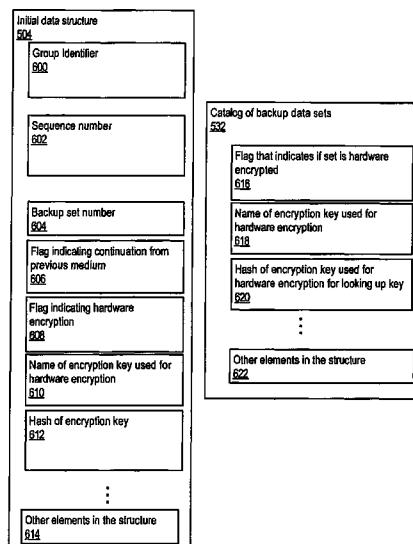 Initial data structure
504
Group Identifier
600
Sequence number
602
Backup set number
604
Flag indicating continuation from
previous medium
606
Flag indicating hardware
encryption
608
Name of encryption key used for
hardware encryption
610
Hash of encryption key
612
Other elements in the structure
614
Catalog of backup data sets
532
Flag that indicates if set is hardware
encrypted
616
Name of encryption key used for
hardware encryption
618
Hash of encryption key used for
hardware encryption for looking up key
620
Other elements in the structure
622